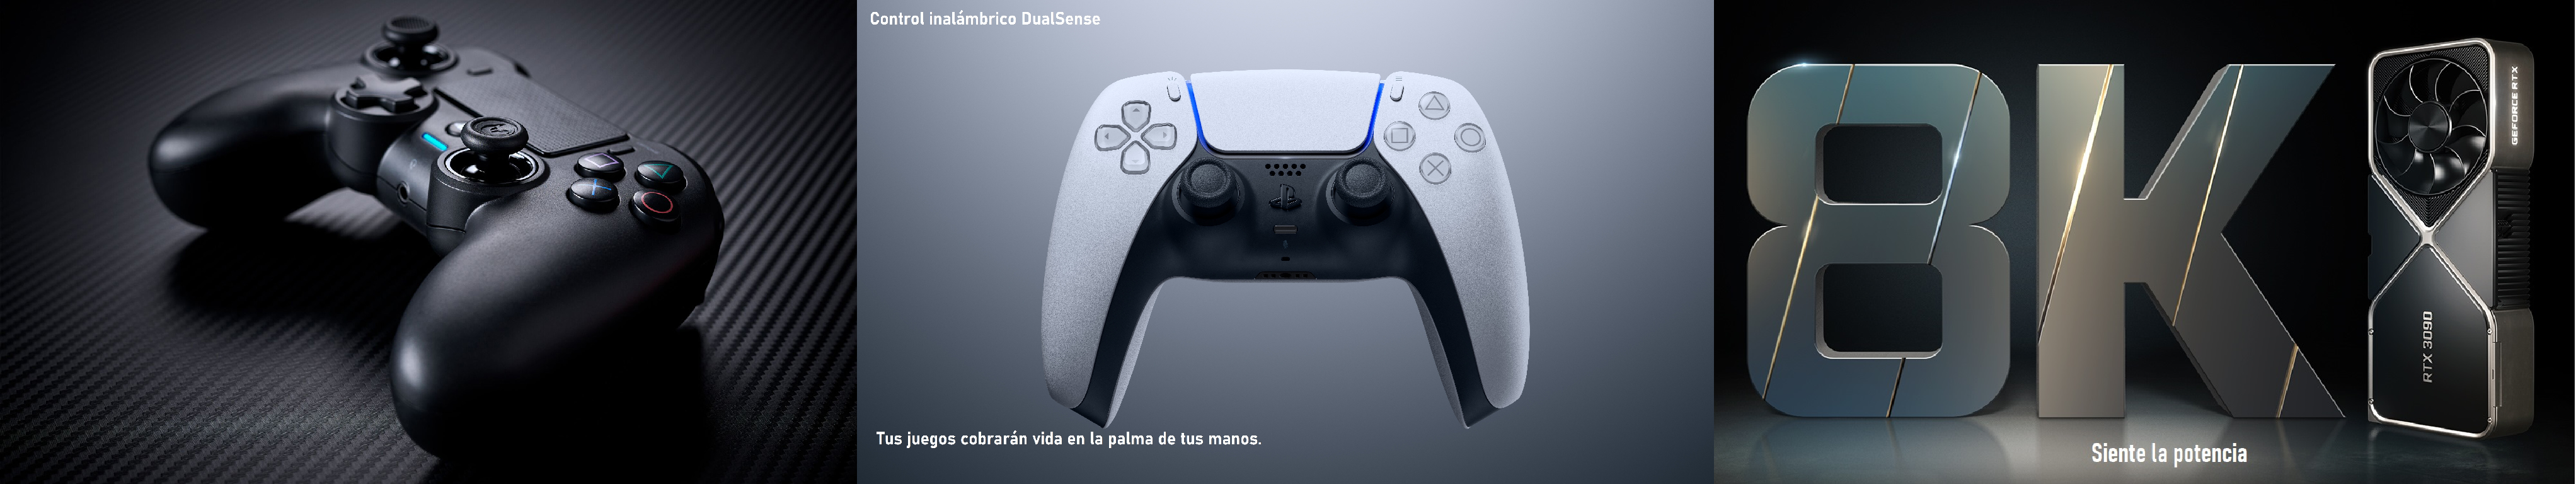 Control inalámbrico DualSense
Tus juegos cobrarán vida en la palma de tus manos.
8K
GEFORCE RTX
RTX 3090
Siente la potencia